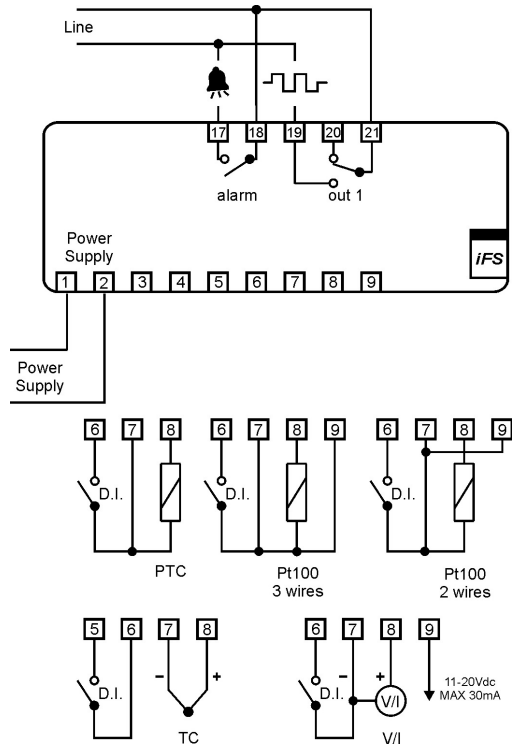 Line
17 18 19 20 21
alarm out 1
Power
Supply
iFS
1 2 3 4 5 6 7 8 9
Power
Supply
6 7 8 6 7 8 9 6 7 8 9
D.I. D.I. D.I.
PTC Pt100 Pt100
3 wires 2 wires
5 6 7 8 6 7 8 9
D.I. - + D.I. - + 11-20Vdc
MAX 30mA
V/I
TC V/I